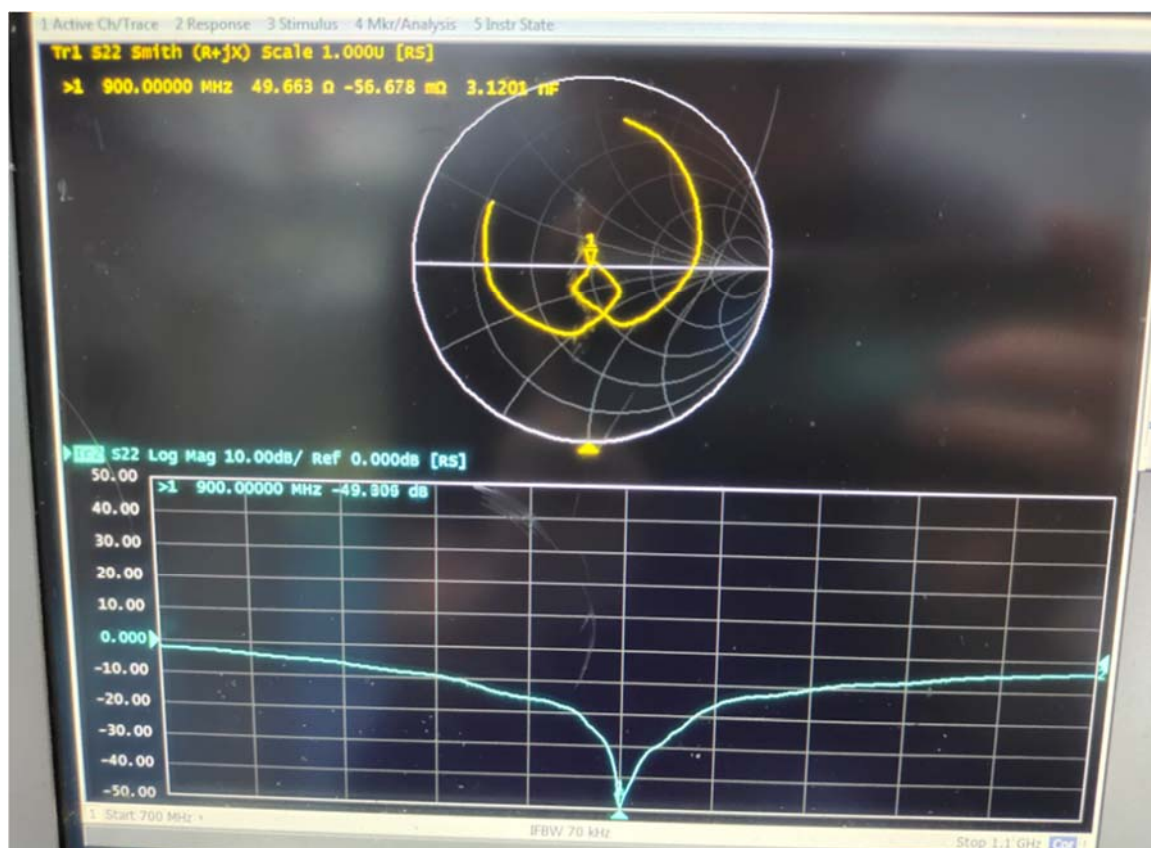 1 Active Ch/Trace 2 Response 3 Stimulus 4 Mkr/Analysis 5 Instr State
Tr1 S22 Smith (R+jX) Scale 1.000U [RS]
>1 900.00000 MHz 49.663 Ω -56.678 mΩ 3.1201 nF
1
Tr2 S22 Log Mag 10.00dB/ Ref 0.000dB [RS]
50.00
>1 900.00000 MHz -49.306 dB
40.00
30.00
20.00
10.00
0.000
-10.00
-20.00
-30.00
-40.00
-50.00
1 Start 700 MHz
IFBW 70 kHz
Stop 1.1 GHz Cor